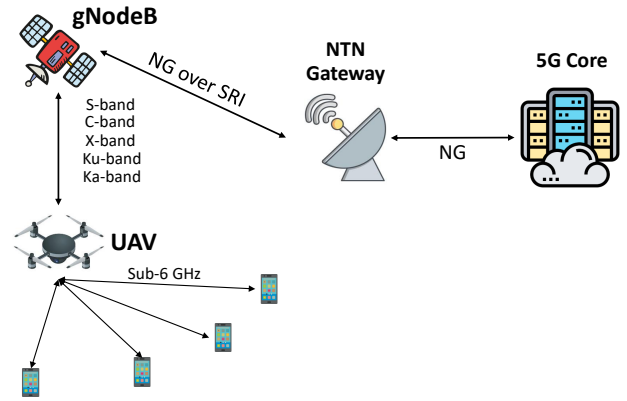 gNodeB
NG over SRI
NTN
Gateway
5G Core
S-band
C-band
X-band
Ku-band
Ka-band
NG
UAV
Sub-6 GHz